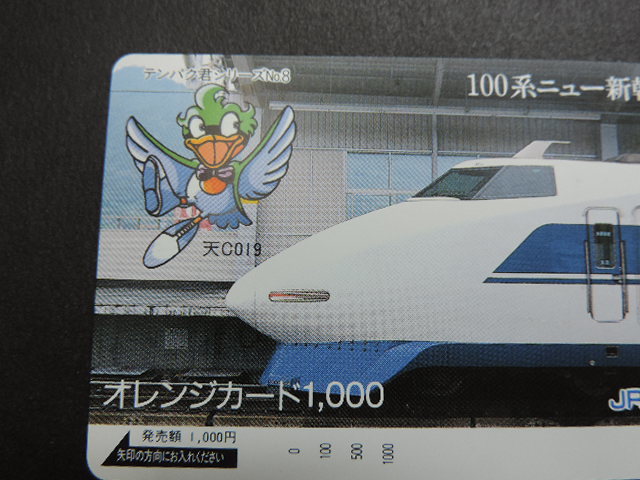 テンパク君シリーズNo8
100系ニュー新幹
天C019
オレンジカード1,000
JR
発売額 1,000円
矢印の方向にお入れください
0 100 500 1000